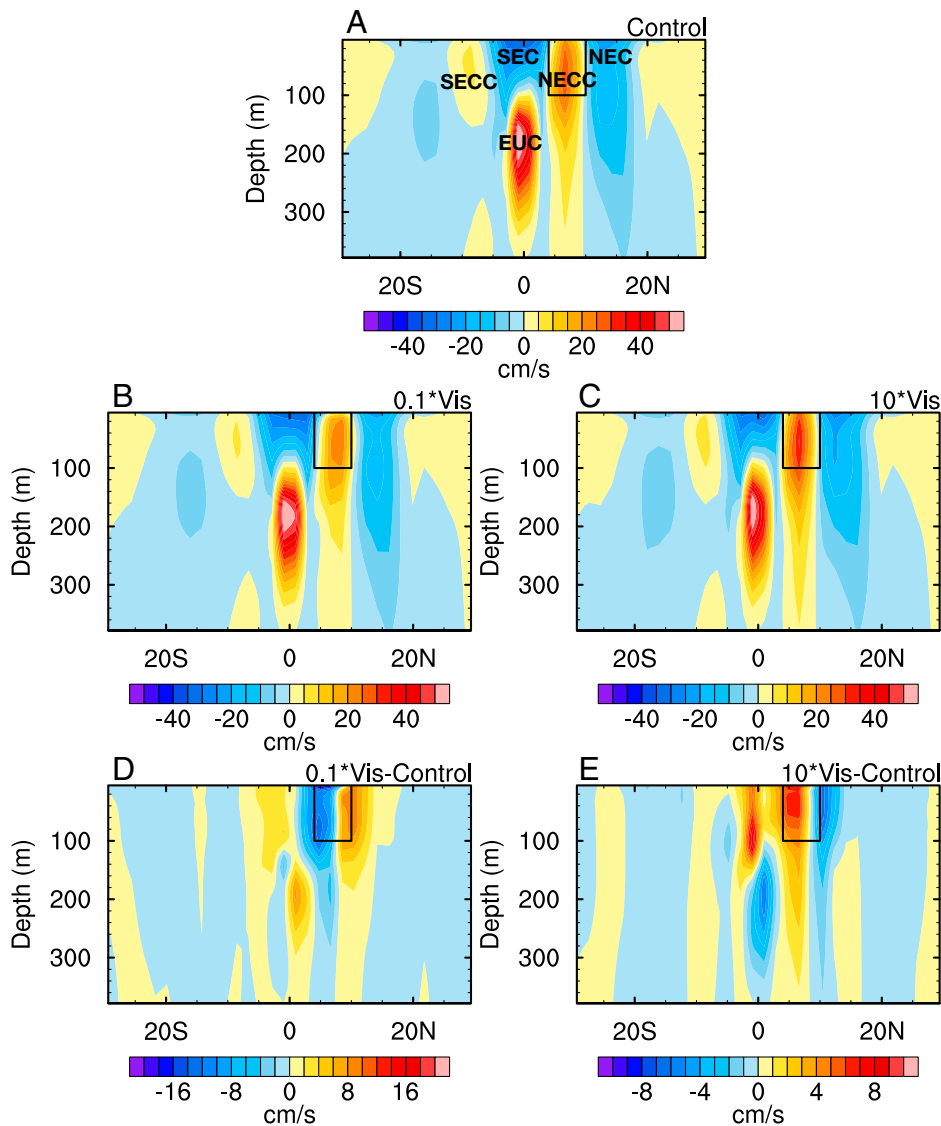 A
Control
SEC
NEC
SECC
NECC
EUC
Depth (m)
100
200
300
20S
0
20N
-40
-20
0
20
40
cm/s
B
0.1*Vis
Depth (m)
100
200
300
20S
0
20N
-40
-20
0
20
40
cm/s
C
10*Vis
Depth (m)
100
200
300
20S
0
20N
-40
-20
0
20
40
cm/s
D
0.1*Vis-Control
Depth (m)
100
200
300
20S
0
20N
-16
-8
0
8
16
cm/s
E
10*Vis-Control
Depth (m)
100
200
300
20S
0
20N
-8
-4
0
4
8
cm/s